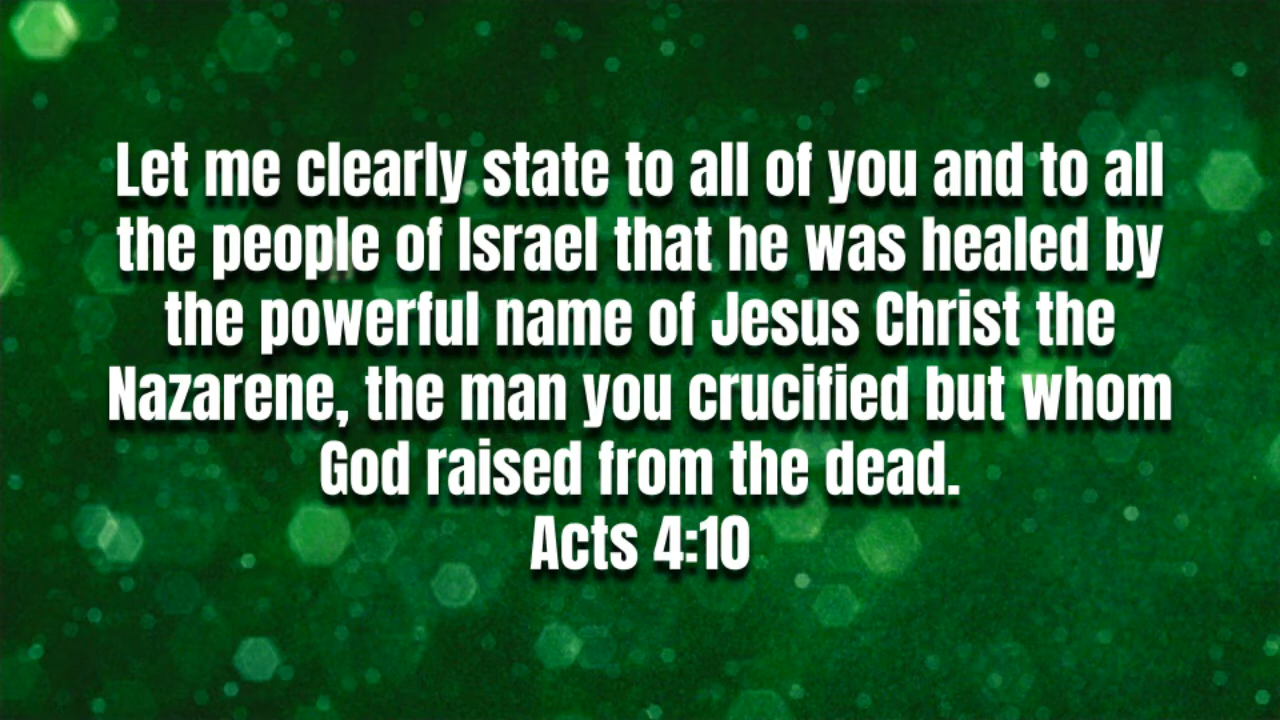 Let me clearly state to all of you and to all
the people of Israel that he was healed by
the powerful name of Jesus Christ the
Nazarene, the man you crucified but whom
God raised from the dead.
Acts 4:10